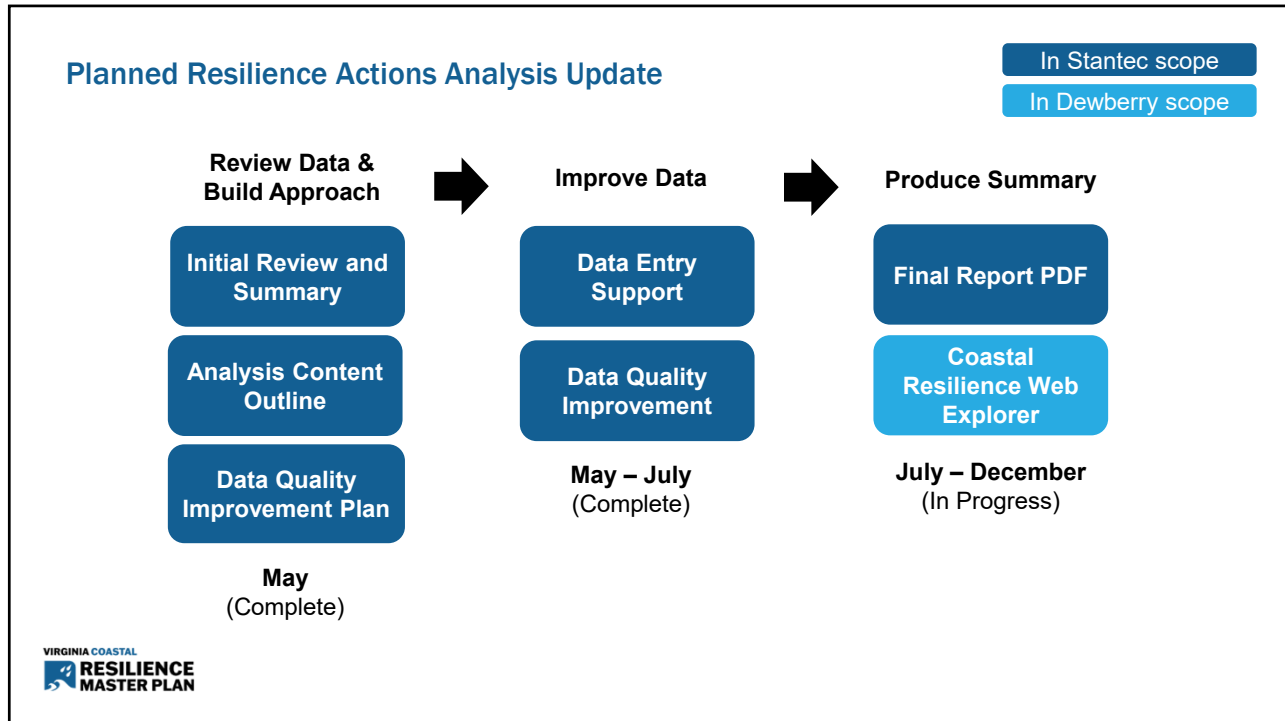 Planned Resilience Actions Analysis Update
In Stantec scope
In Dewberry scope
Review Data &
Build Approach
Initial Review and
Summary
Analysis Content
Outline
Data Quality
Improvement Plan
May
(Complete)
Improve Data
Data Entry
Support
Data Quality
Improvement
May – July
(Complete)
Produce Summary
Final Report PDF
Coastal
Resilience Web
Explorer
July – December
(In Progress)
VIRGINIA COASTAL
RESILIENCE
MASTER PLAN